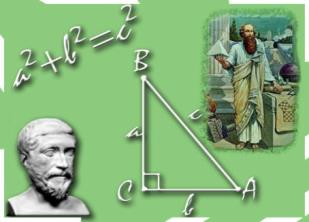 a² + b² = c²
B
a c
C A
b